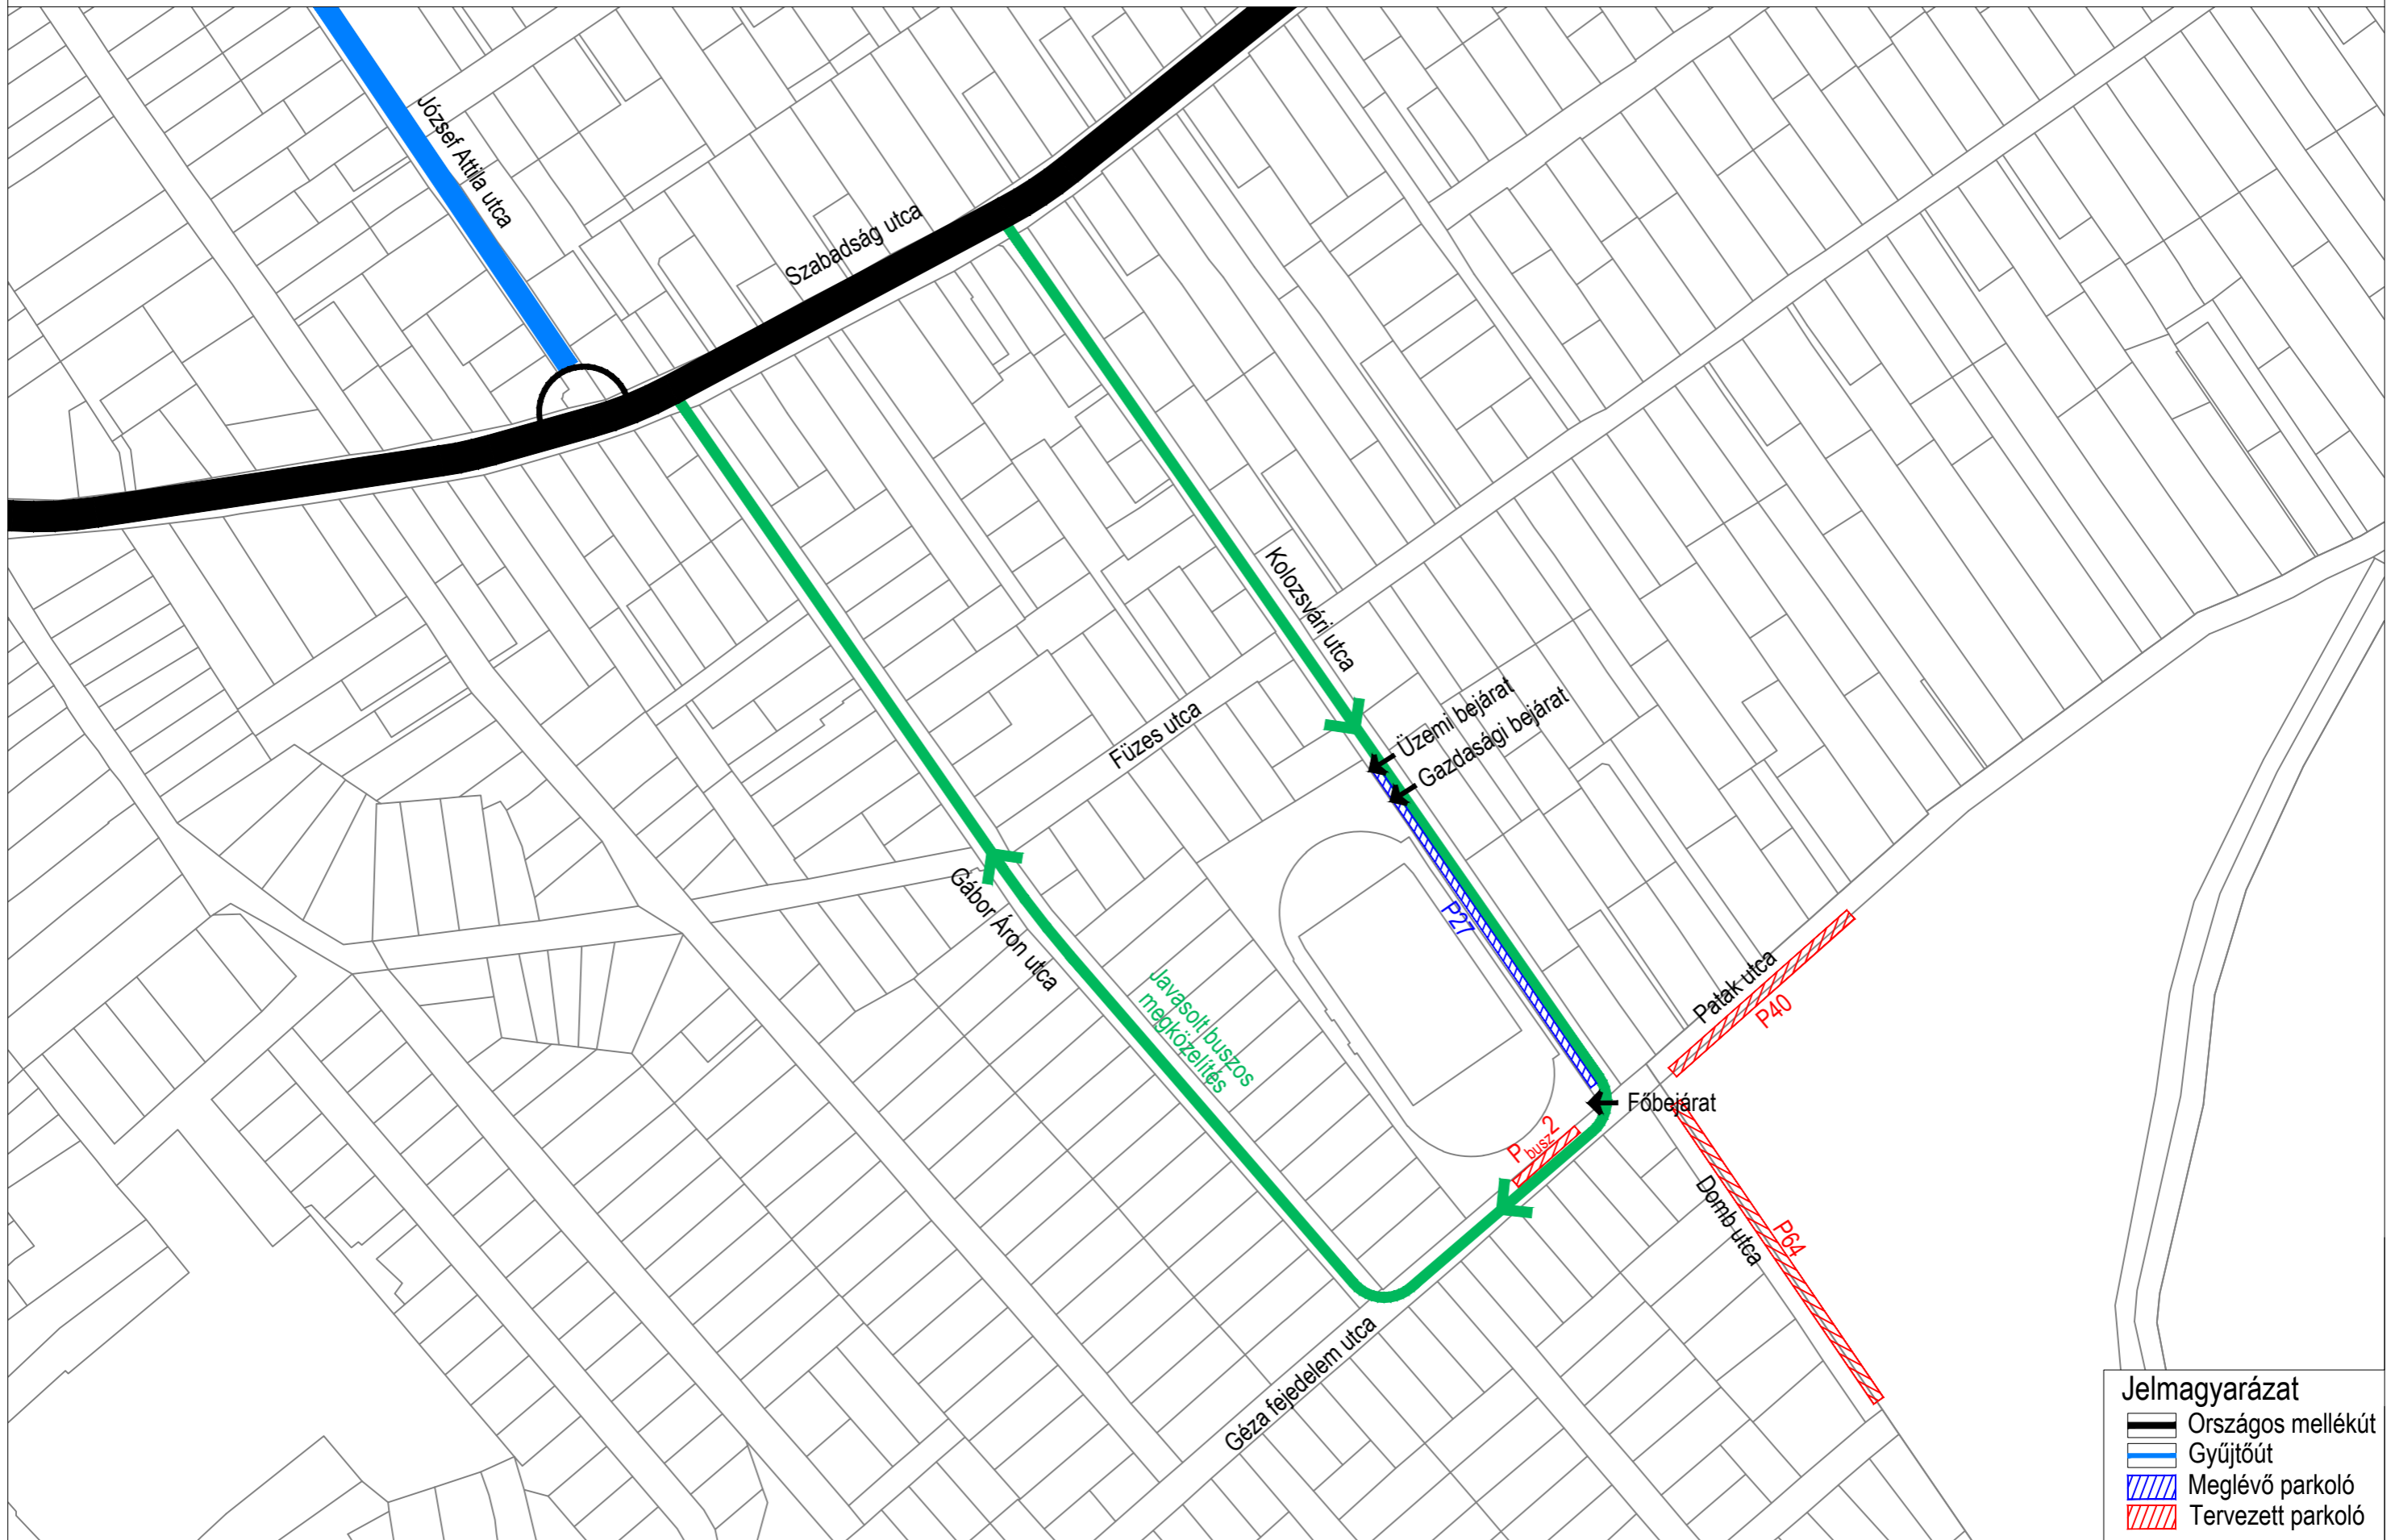 József Attila utca
Szabadság utca
Kolozsvári utca
Üzemi bejárat
Gazdasági bejárat
Füzes utca
Gábor Áron utca
P27
Javasolt buszos
megközelítés
Patak utca
P40
Főbejárat
Pbusz2
Domb utca
P64
Géza fejedelem utca
Jelmagyarázat
Országos mellékút
Gyűjtőút
Meglévő parkoló
Tervezett parkoló